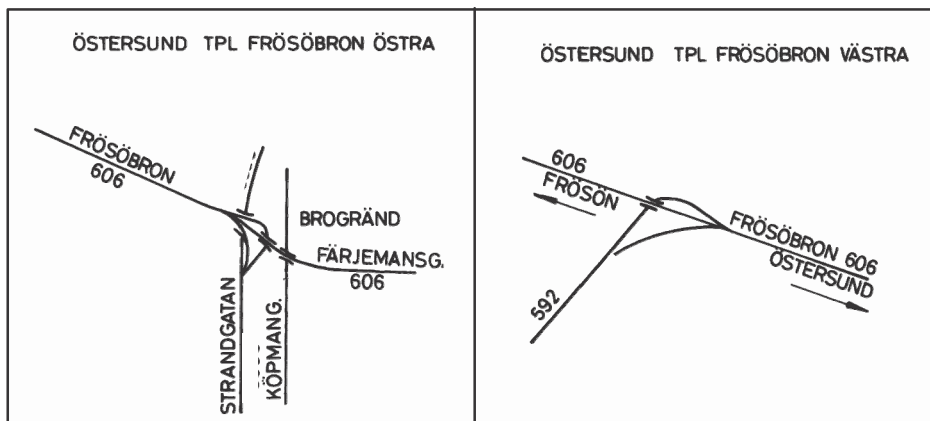 ÖSTERSUND TPL FRÖSÖBRON ÖSTRA
FRÖSÖBRON
606
BROGRÄND
FÄRJEMANSG.
606
STRANDGATAN
KÖPMANG.
ÖSTERSUND TPL FRÖSÖBRON VÄSTRA
606
FRÖSÖN
FRÖSÖBRON 606
ÖSTERSUND
592